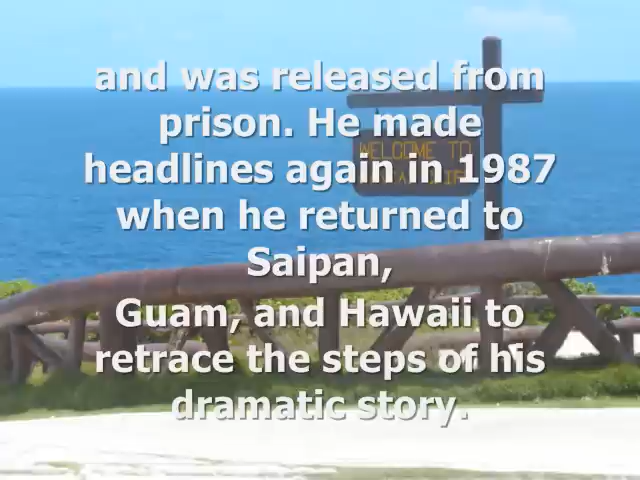 and was released from
prison. He made
headlines again in 1987
when he returned to
Saipan,
Guam, and Hawaii to
retrace the steps of his
dramatic story.
WELCOME TO